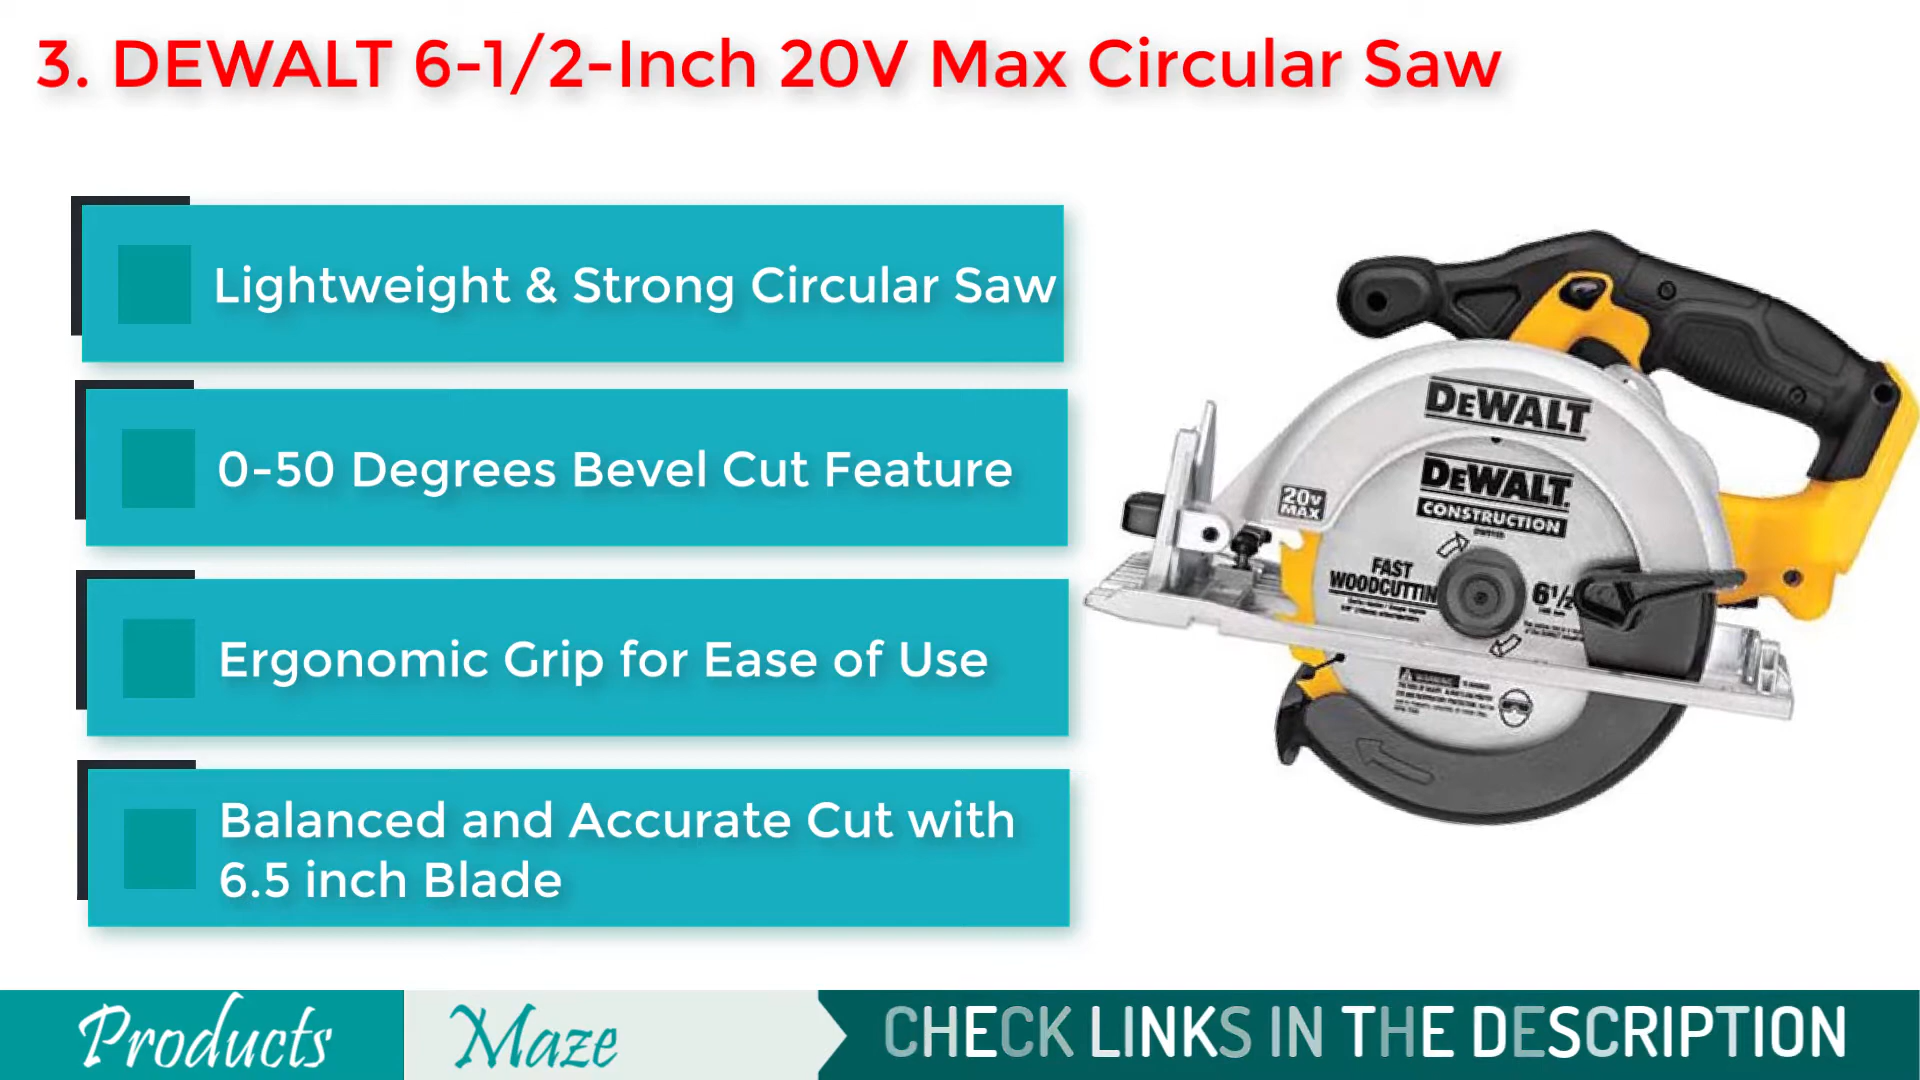 3. DEWALT 6-1/2-Inch 20V Max Circular Saw
Lightweight & Strong Circular Saw
0-50 Degrees Bevel Cut Feature
Ergonomic Grip for Ease of Use
Balanced and Accurate Cut with
6.5 inch Blade
DEWALT
DEWALT
CONSTRUCTION
20V
MAX
FAST
WOODCUTTIN
6 1/2
WARNING
Products Maze
CHECK LINKS IN THE DESCRIPTION